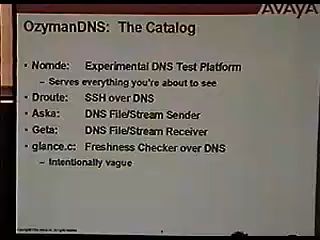 AVAYA
OzymanDNS: The Catalog
• Nomde: Experimental DNS Test Platform
– Serves everything you're about to see
• Droute: SSH over DNS
• Aska: DNS File/Stream Sender
• Geta: DNS File/Stream Receiver
• glance.c: Freshness Checker over DNS
– Intentionally vague